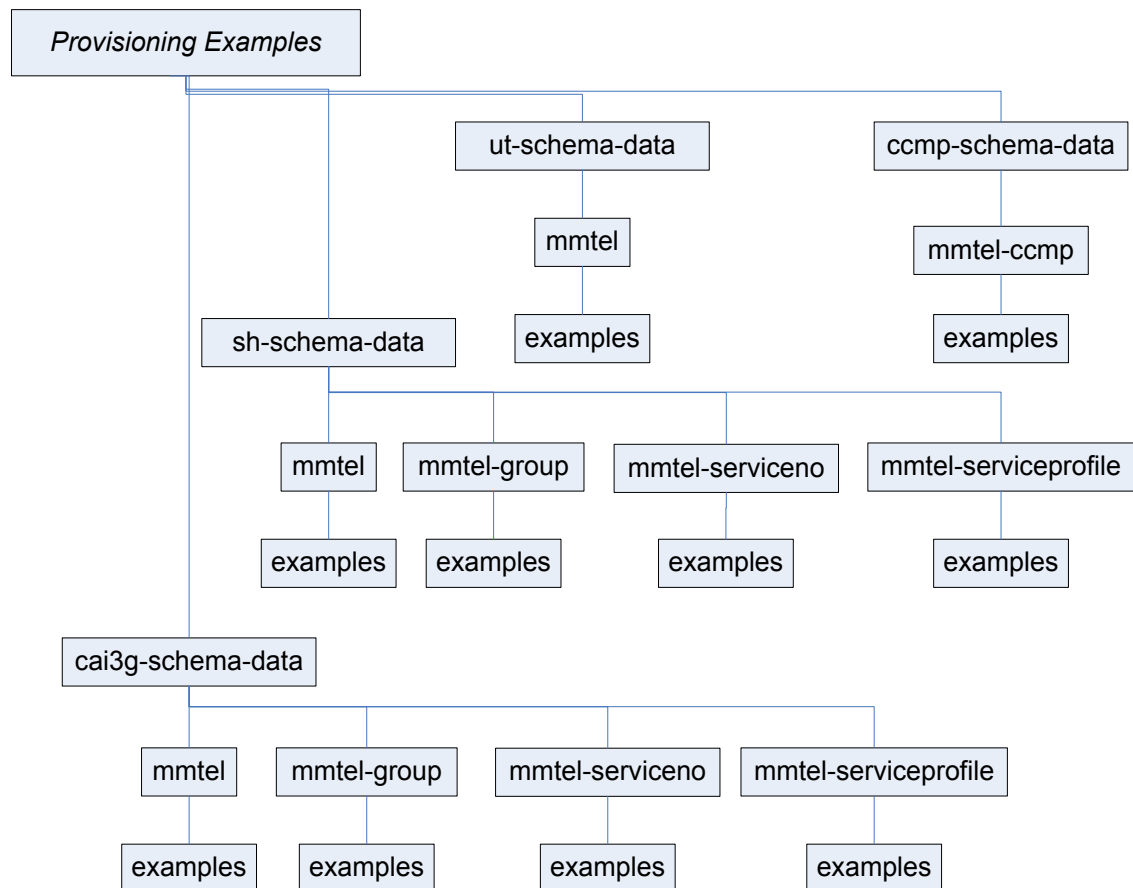 Provisioning Examples
ut-schema-data
ccmp-schema-data
mmtel
mmtel-ccmp
examples
examples
sh-schema-data
mmtel
mmtel-group
mmtel-serviceno
mmtel-serviceprofile
examples
examples
examples
examples
cai3g-schema-data
mmtel
mmtel-group
mmtel-serviceno
mmtel-serviceprofile
examples
examples
examples
examples